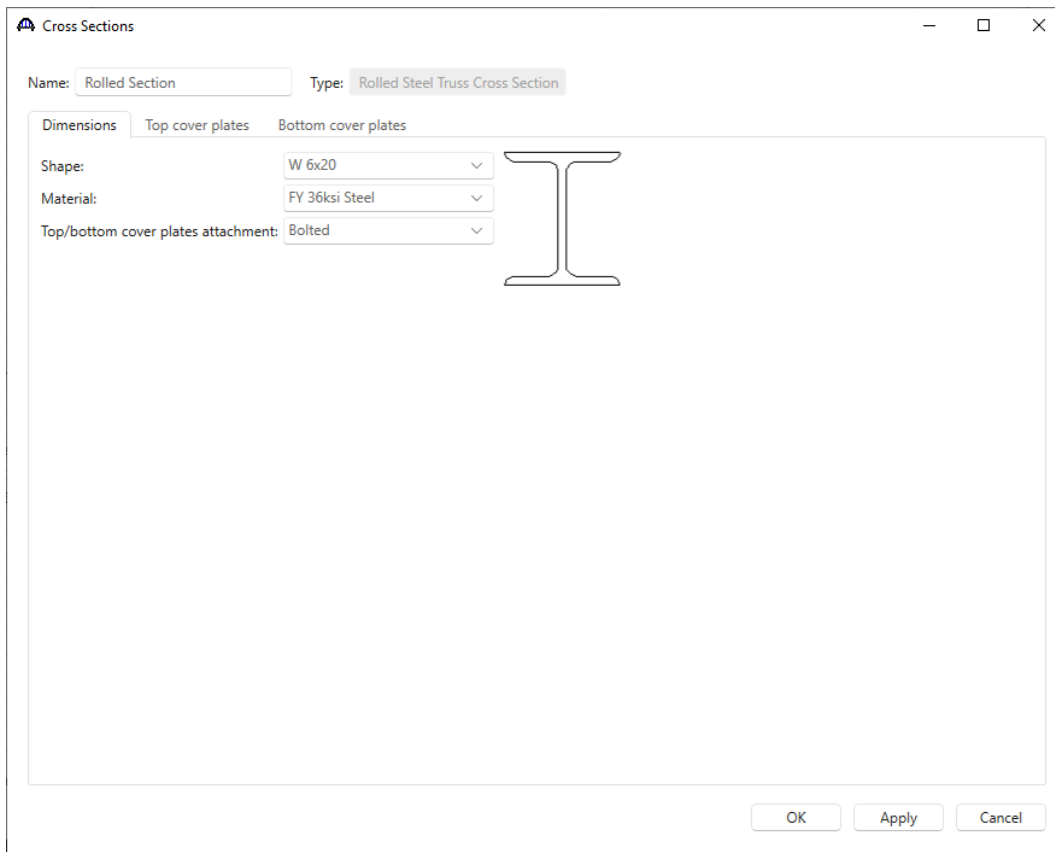 Cross Sections
Name: Rolled Section Type: Rolled Steel Truss Cross Section
Dimensions Top cover plates Bottom cover plates
Shape: W 6x20
Material: FY 36ksi Steel
Top/bottom cover plates attachment: Bolted
OK Apply Cancel